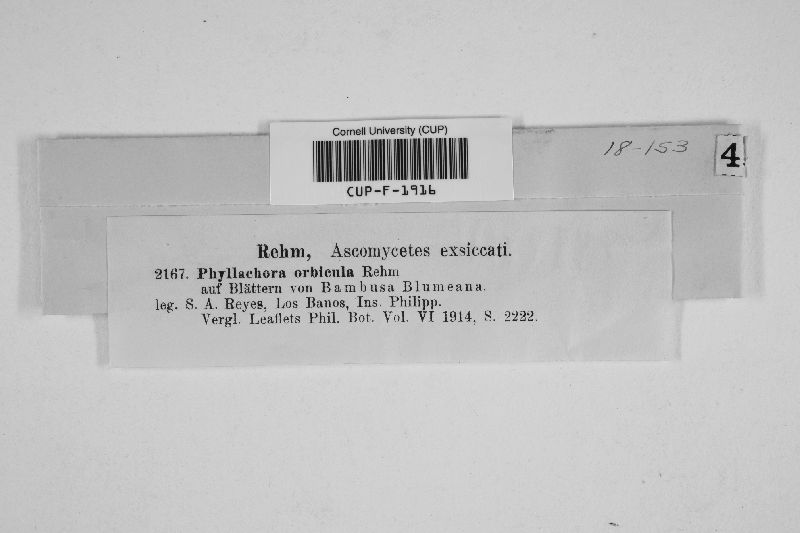 Cornell University (CUP)
CUP-F-1916
18-153
4
Rehm, Ascomycetes exsiccati.
2167. Phyllachora orbicula Rehm
auf Blättern von Bambusa Blumeana.
leg. S. A. Reyes, Los Banos, Ins. Philipp.
Vergl. Leaflets Phil. Bot. Vol. VI 1914, S. 2222.